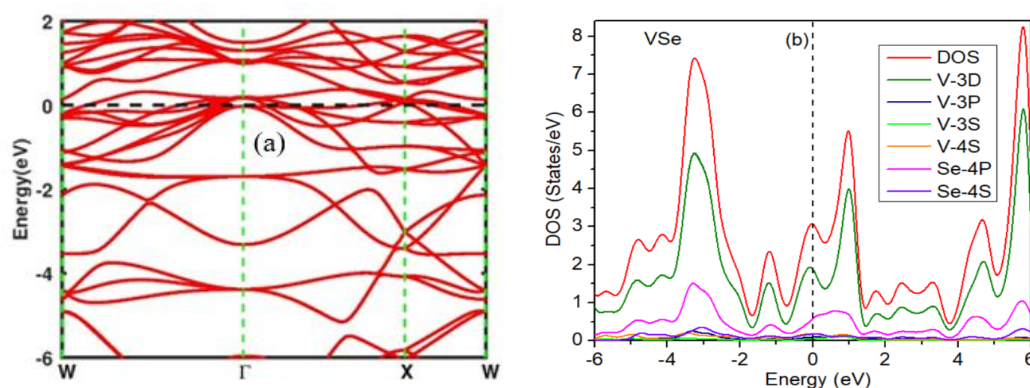 2
0
-2
-4
-6
Energy(eV)
(a)
W Γ X W
VSe
(b)
DOS
V-3D
V-3P
V-3S
V-4S
Se-4P
Se-4S
8
7
6
5
4
3
2
1
0
DOS (States/eV)
-6 -4 -2 0 2 4 6
Energy (eV)